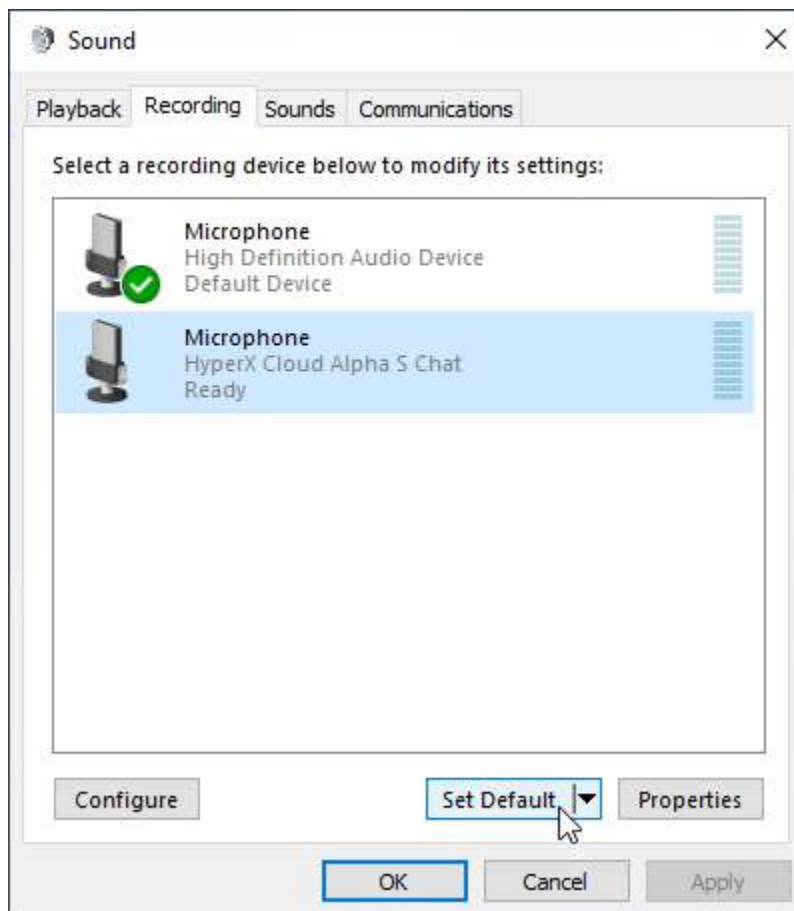 Sound
Playback Recording Sounds Communications
Select a recording device below to modify its settings:
Microphone
High Definition Audio Device
Default Device
Microphone
HyperX Cloud Alpha S Chat
Ready
Configure Set Default Properties
OK Cancel Apply